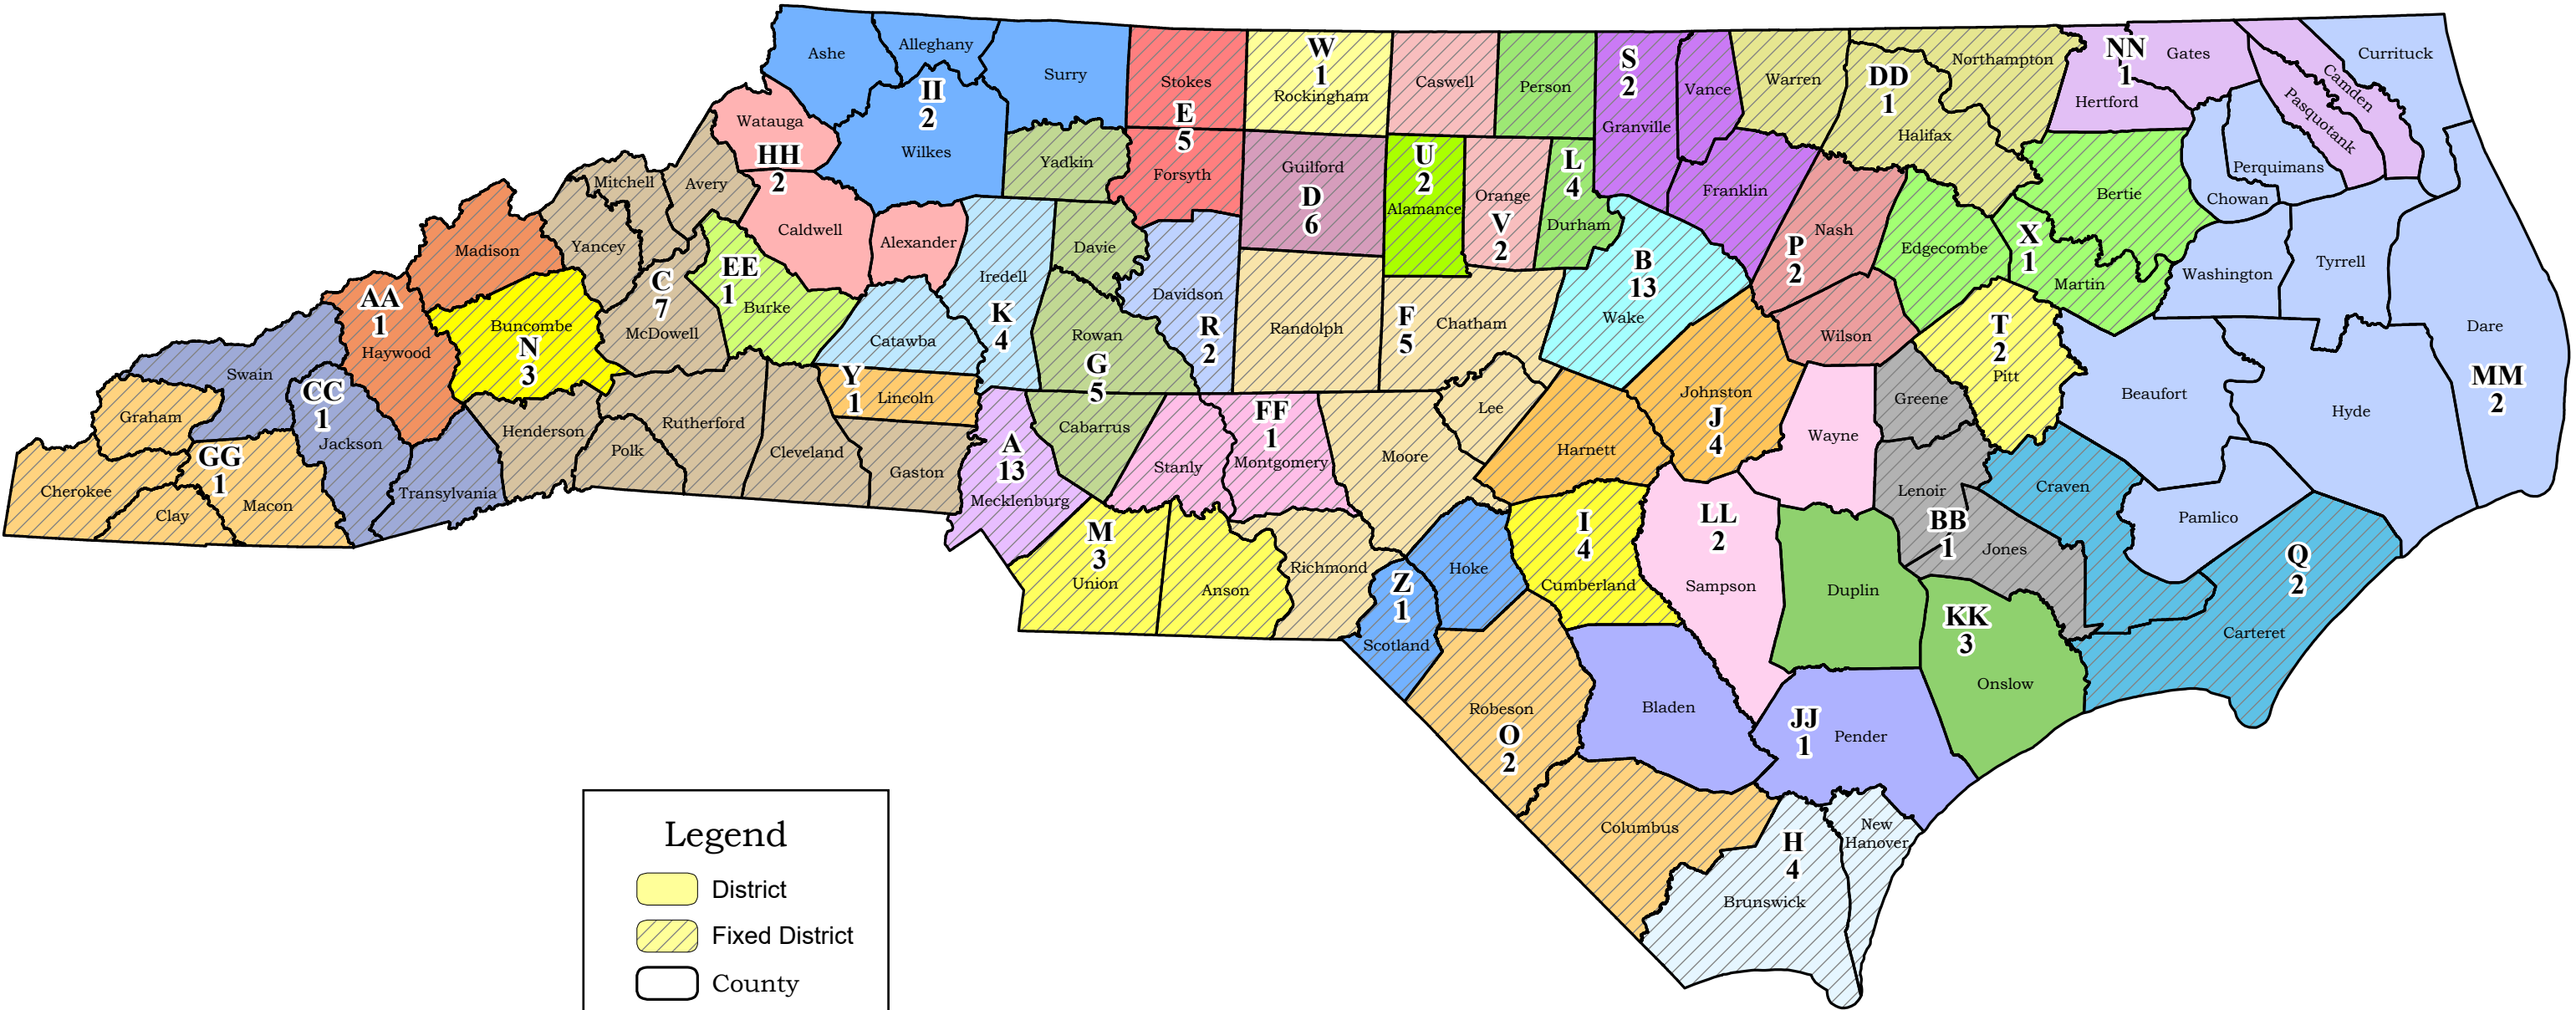 Ashe
Alleghany
Surry
Stokes
W
1
Rockingham
Caswell
Person
S
2
Granville
Vance
Warren
DD
1
Northampton
Halifax
NN
1
Gates
Hertford
Camden
Pasquotank
Currituck
II
2
Wilkes
Watauga
HH
2
Yadkin
E
5
Forsyth
Guilford
D
6
U
2
Alamance
Orange
V
2
L
4
Durham
Franklin
Nash
P
2
Edgecombe
X
1
Bertie
Martin
Perquimans
Chowan
Washington
Tyrrell
Dare
MM
2
Mitchell
Avery
Yancey
Madison
Caldwell
Alexander
Iredell
K
4
Davie
Davidson
R
2
Randolph
F
5
Chatham
B
13
Wake
Wilson
T
2
Pitt
Beaufort
Hyde
AA
1
Haywood
Buncombe
N
3
C
7
McDowell
EE
1
Burke
Catawba
Rowan
G
5
Cabarrus
Lee
Johnston
J
4
Greene
Wayne
Swain
CC
1
Jackson
Graham
Cherokee
Clay
GG
1
Macon
Transylvania
Henderson
Polk
Rutherford
Cleveland
Y
1
Lincoln
Gaston
A
13
Mecklenburg
Stanly
FF
1
Montgomery
Moore
Harnett
Lenoir
BB
1
Jones
Craven
Pamlico
M
3
Union
Anson
Richmond
Z
1
Scotland
Hoke
I
4
Cumberland
LL
2
Sampson
Duplin
KK
3
Onslow
Q
2
Carteret
Robeson
O
2
Bladen
JJ
1
Pender
Columbus
H
4
Brunswick
New
Hanover
Legend
District
Fixed District
County